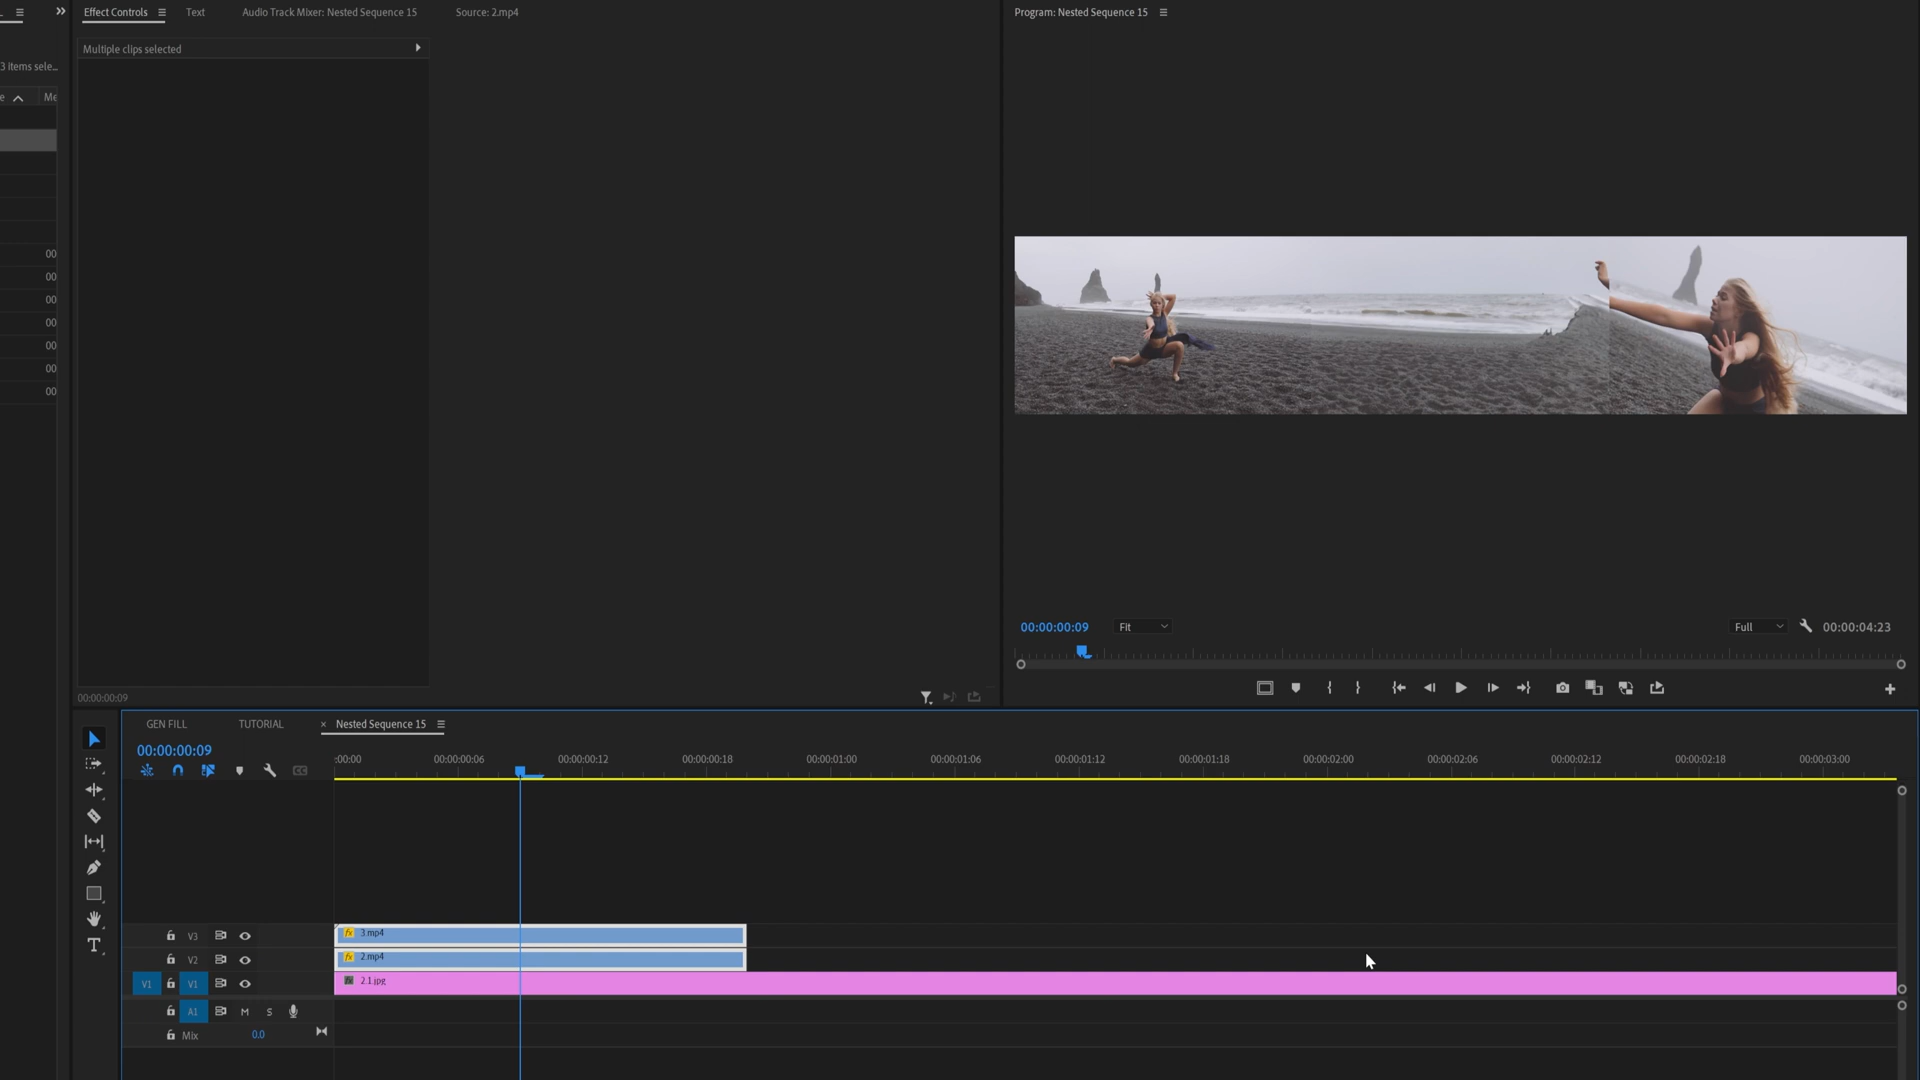 Effect Controls
Text
Audio Track Mixer: Nested Sequence 15
Source: 2.mp4
Program: Nested Sequence 15
Multiple clips selected
3 items sele...
e
Me
00
00
00
00
00
00
00
00:00:00:09
Fit
Full
00:00:04:23
00:00:00:09
GEN FILL
TUTORIAL
× Nested Sequence 15
00:00:00:09
:00:00
00:00:00:06
00:00:00:12
00:00:00:18
00:00:01:00
00:00:01:06
00:00:01:12
00:00:01:18
00:00:02:00
00:00:02:06
00:00:02:12
00:00:02:18
00:00:03:00
V3
fx 3.mp4
V2
fx 2.mp4
V1 V1
fx 2.1.jpg
A1 M S
Mix 0.0